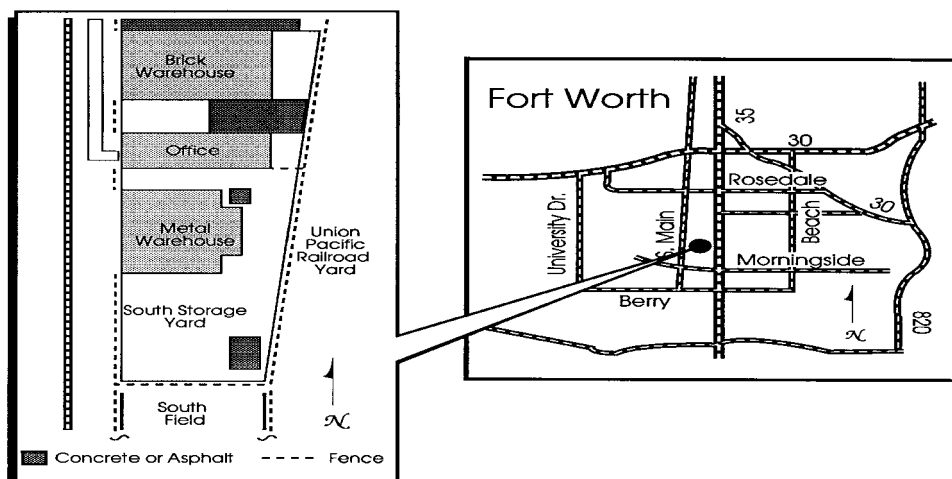 Brick
Warehouse
Office
Metal
Warehouse
Union
Pacific
Railroad
Yard
South Storage
Yard
N.
South
Field
Concrete or Asphalt
Fence
Fort Worth
35
30
Rosedale
30
University Dr.
S. Main
Beach
Morningside
Berry
N.
820